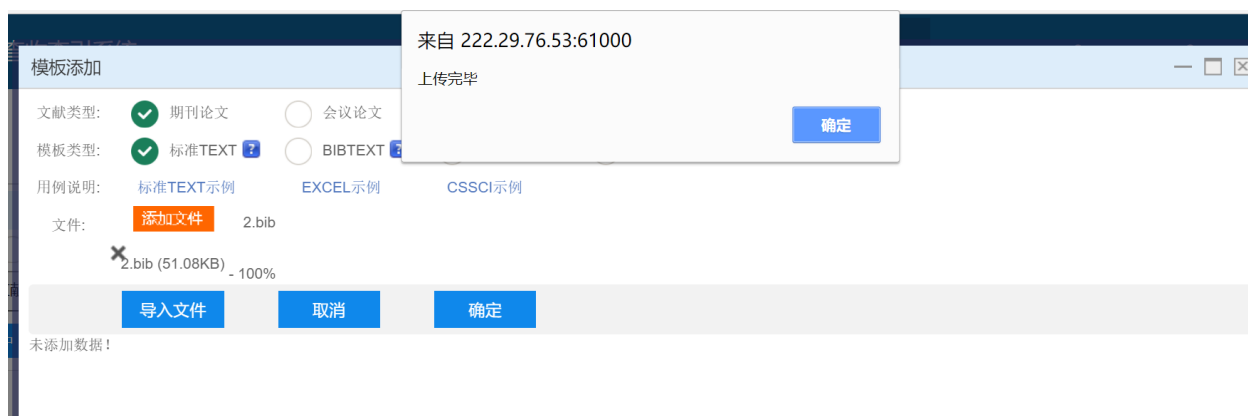 来自 222.29.76.53:61000
上传完毕
确定
模板添加
文献类型: 期刊论文 会议论文
模板类型: 标准TEXT ? BIBTEXT ?
用例说明: 标准TEXT示例 EXCEL示例 CSSCI示例
文件: 添加文件 2.bib
2.bib (51.08KB) - 100%
导入文件 取消 确定
未添加数据！